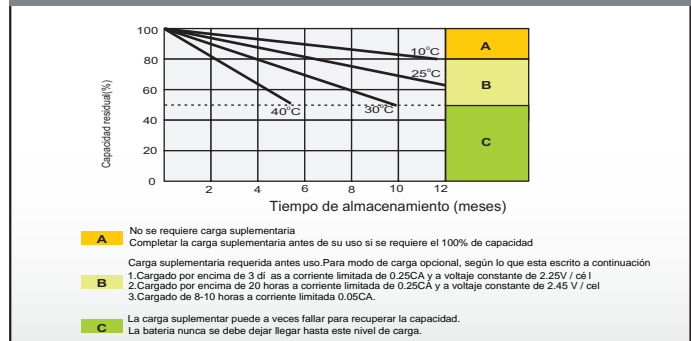 100
80
60
40
20
0
Capacidad residual(%)
10°C
25°C
30°C
40°C
A
B
C
2 4 6 8 10 12
Tiempo de almacenamiento (meses)
A
No se requiere carga suplementaria
Completar la carga suplementaria antes de su uso si se requiere el 100% de capacidad
B
Carga suplementaria requerida antes uso.Para modo de carga opcional, según lo que esta escrito a continuación
1.Cargado por encima de 3 dí as a corriente limitada de 0.25CA y a voltaje constante de 2.25V / cé l
2.Cargado por encima de 20 horas a corriente limitada de 0.25CA y a voltaje constante de 2.45 V / cel
3.Cargado de 8-10 horas a corriente limitada 0.05CA.
C
La carga suplementar puede a veces fallar para recuperar la capacidad.
La bateria nunca se debe dejar llegar hasta este nivel de carga.